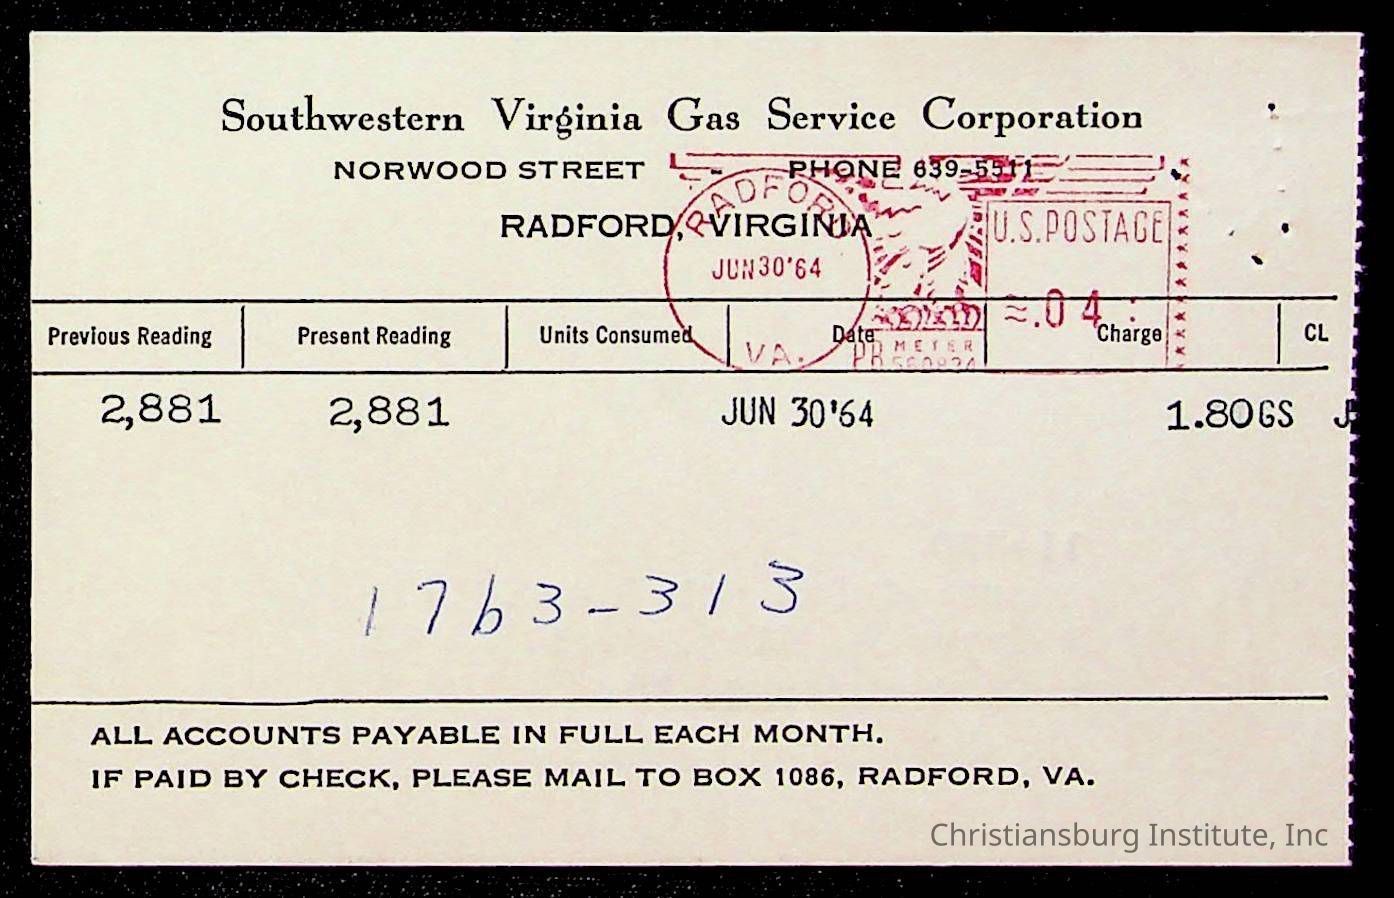 Southwestern Virginia Gas Service Corporation
NORWOOD STREET - PHONE 639-5511
RADFORD, VIRGINIA
RADFORD
JUN30'64
VA.
U.S.POSTAGE
≈.04
PB METER
Previous Reading Present Reading Units Consumed Date Charge CL
2,881 2,881 JUN 30'64 1.80GS J
1763-313
ALL ACCOUNTS PAYABLE IN FULL EACH MONTH.
IF PAID BY CHECK, PLEASE MAIL TO BOX 1086, RADFORD, VA.
Christiansburg Institute, Inc